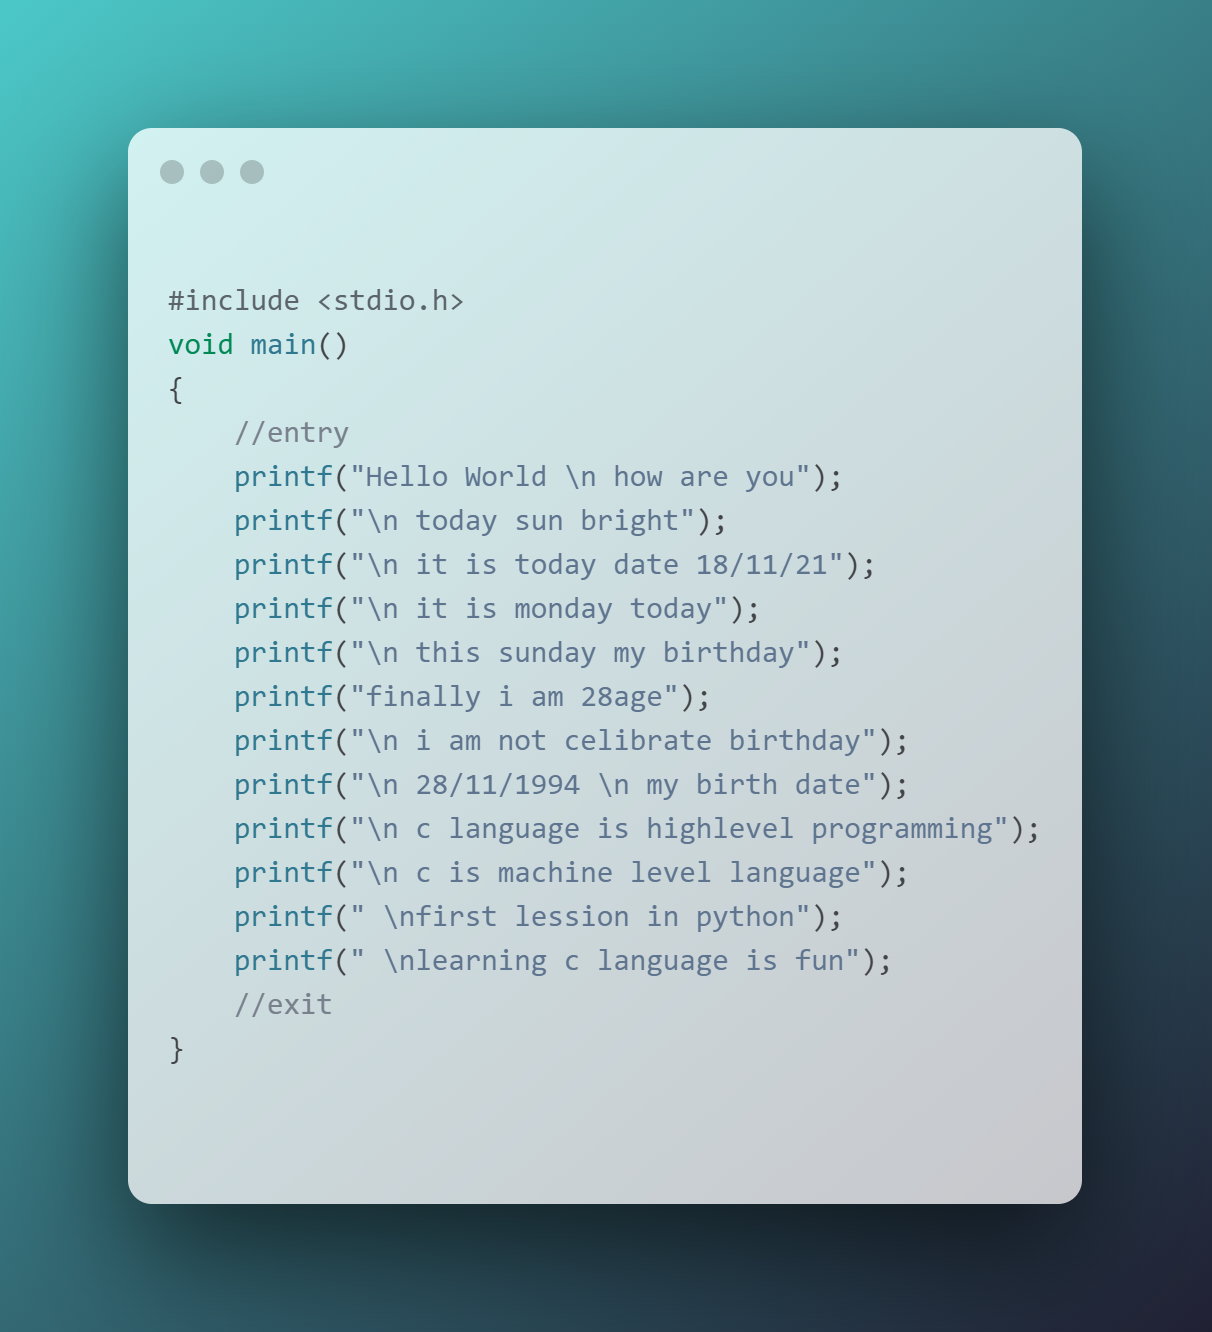 #include <stdio.h>
void main()
{
    //entry
    printf("Hello World \n how are you");
    printf("\n today sun bright");
    printf("\n it is today date 18/11/21");
    printf("\n it is monday today");
    printf("\n this sunday my birthday");
    printf("finally i am 28age");
    printf("\n i am not celibrate birthday");
    printf("\n 28/11/1994 \n my birth date");
    printf("\n c language is highlevel programming");
    printf("\n c is machine level language");
    printf(" \nfirst lession in python");
    printf(" \nlearning c language is fun");
    //exit
}